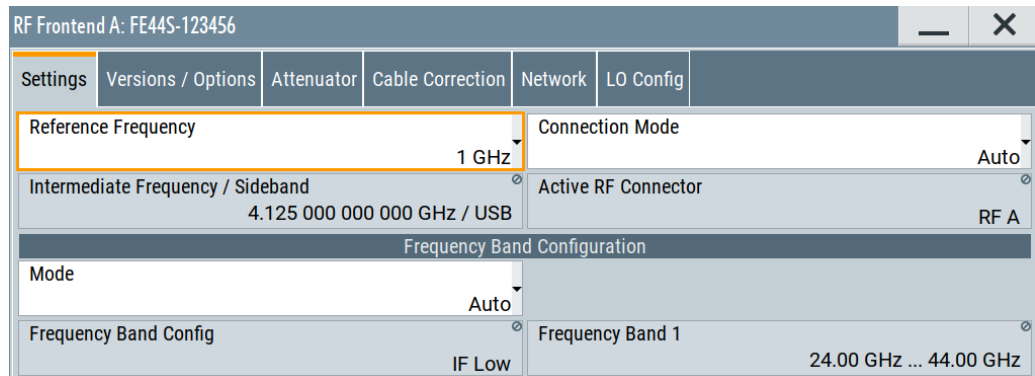 RF Frontend A: FE44S-123456
Settings Versions / Options Attenuator Cable Correction Network LO Config
Reference Frequency
1 GHz
Connection Mode
Auto
Intermediate Frequency / Sideband
4.125 000 000 000 GHz / USB
Active RF Connector
RF A
Frequency Band Configuration
Mode
Auto
Frequency Band Config
IF Low
Frequency Band 1
24.00 GHz ... 44.00 GHz